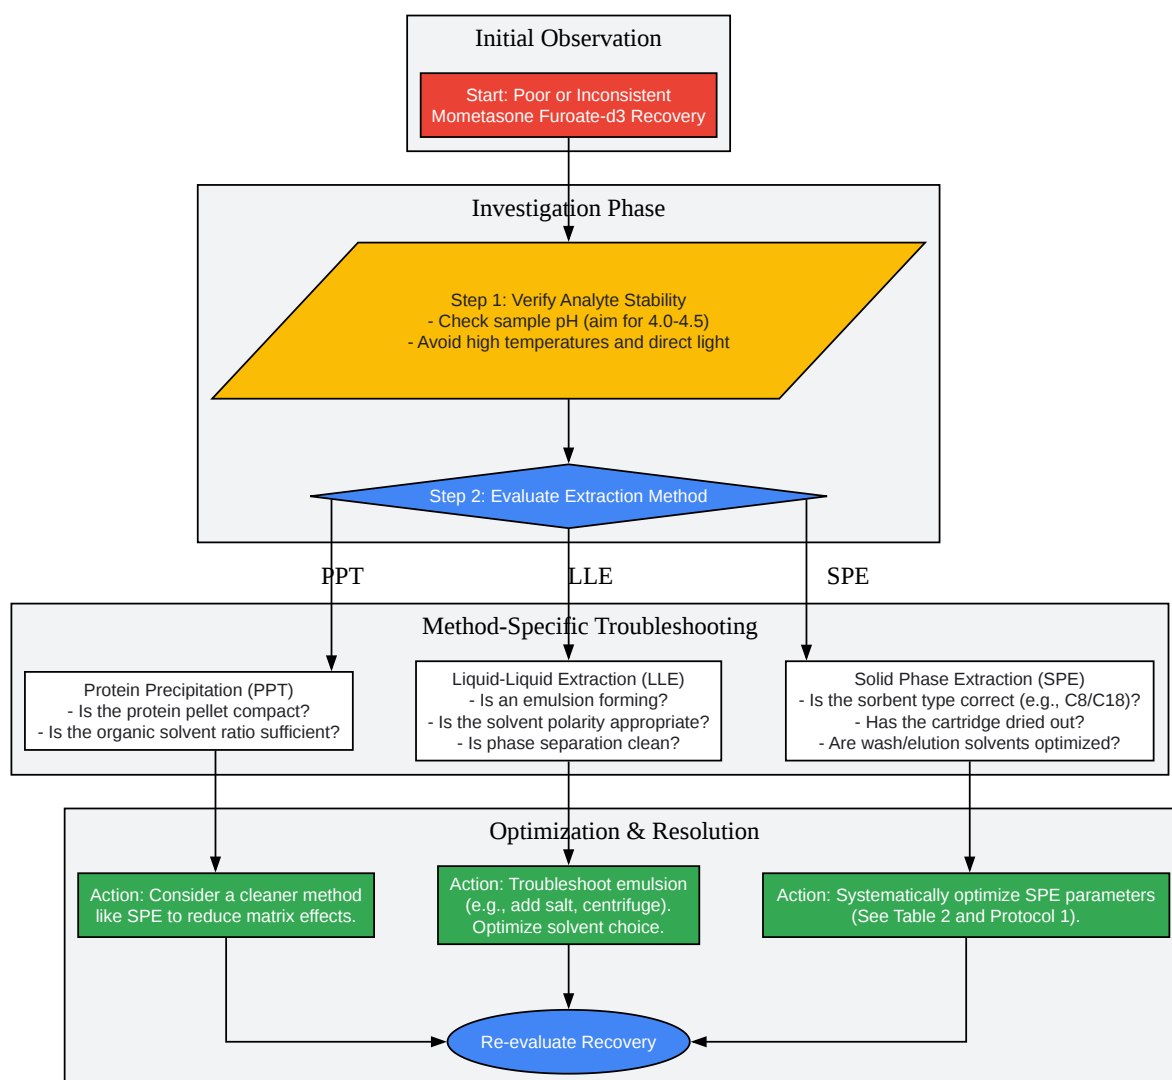 Initial Observation
Start: Poor or Inconsistent
Mometasone Furoate-d3 Recovery
Investigation Phase
Step 1: Verify Analyte Stability
- Check sample pH (aim for 4.0-4.5)
- Avoid high temperatures and direct light
Step 2: Evaluate Extraction Method
PPT
LLE
SPE
Method-Specific Troubleshooting
Protein Precipitation (PPT)
- Is the protein pellet compact?
- Is the organic solvent ratio sufficient?
Liquid-Liquid Extraction (LLE)
- Is an emulsion forming?
- Is the solvent polarity appropriate?
- Is phase separation clean?
Solid Phase Extraction (SPE)
- Is the sorbent type correct (e.g., C8/C18)?
- Has the cartridge dried out?
- Are wash/elution solvents optimized?
Optimization & Resolution
Action: Consider a cleaner method
like SPE to reduce matrix effects.
Action: Troubleshoot emulsion
(e.g., add salt, centrifuge).
Optimize solvent choice.
Action: Systematically optimize SPE parameters
(See Table 2 and Protocol 1).
Re-evaluate Recovery